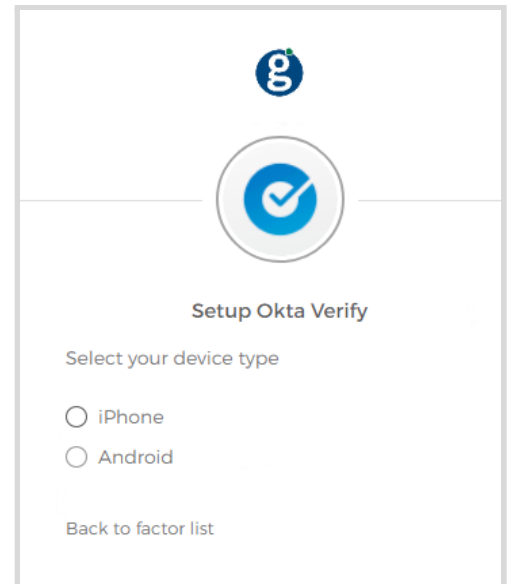 g
Setup Okta Verify
Select your device type
iPhone
Android
Back to factor list